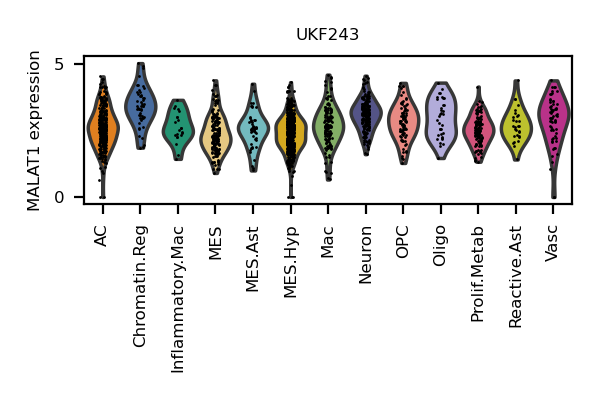 UKF243
MALAT1 expression
5
0
AC
Chromatin.Reg
Inflammatory.Mac
MES
MES.Ast
MES.Hyp
Mac
Neuron
OPC
Oligo
Prolif.Metab
Reactive.Ast
Vasc